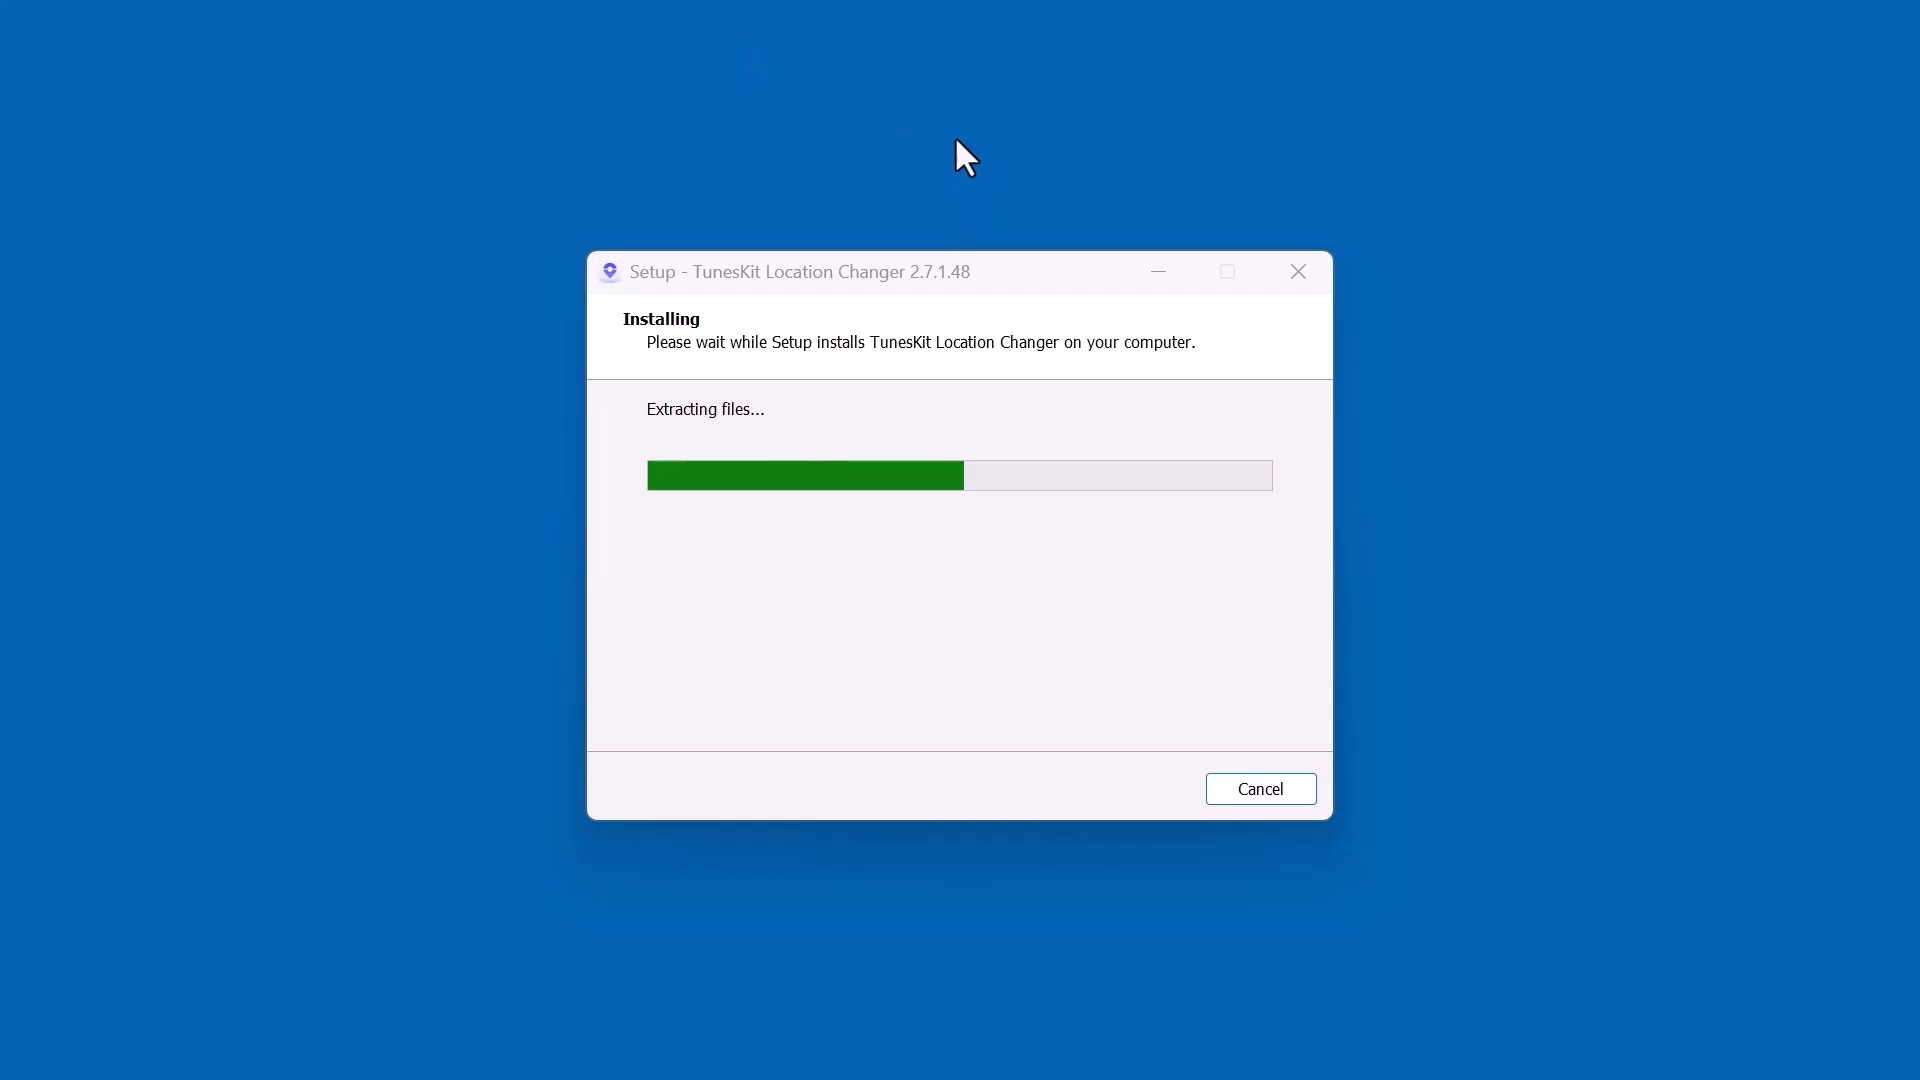 Setup - TunesKit Location Changer 2.7.1.48
Installing
Please wait while Setup installs TunesKit Location Changer on your computer.
Extracting files...
Cancel